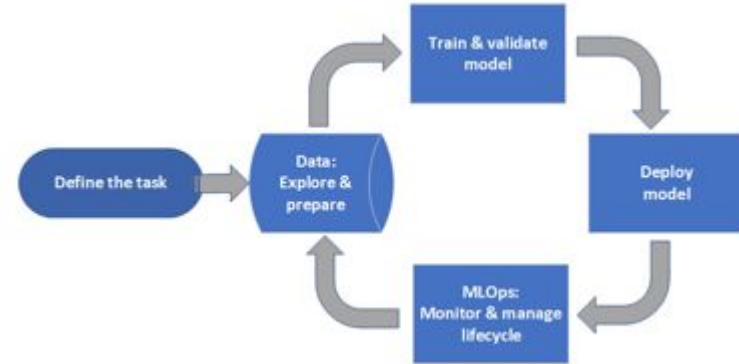 Train & validate
model
Define the task
Data:
Explore &
prepare
Deploy
model
MLOps:
Monitor & manage
lifecycle